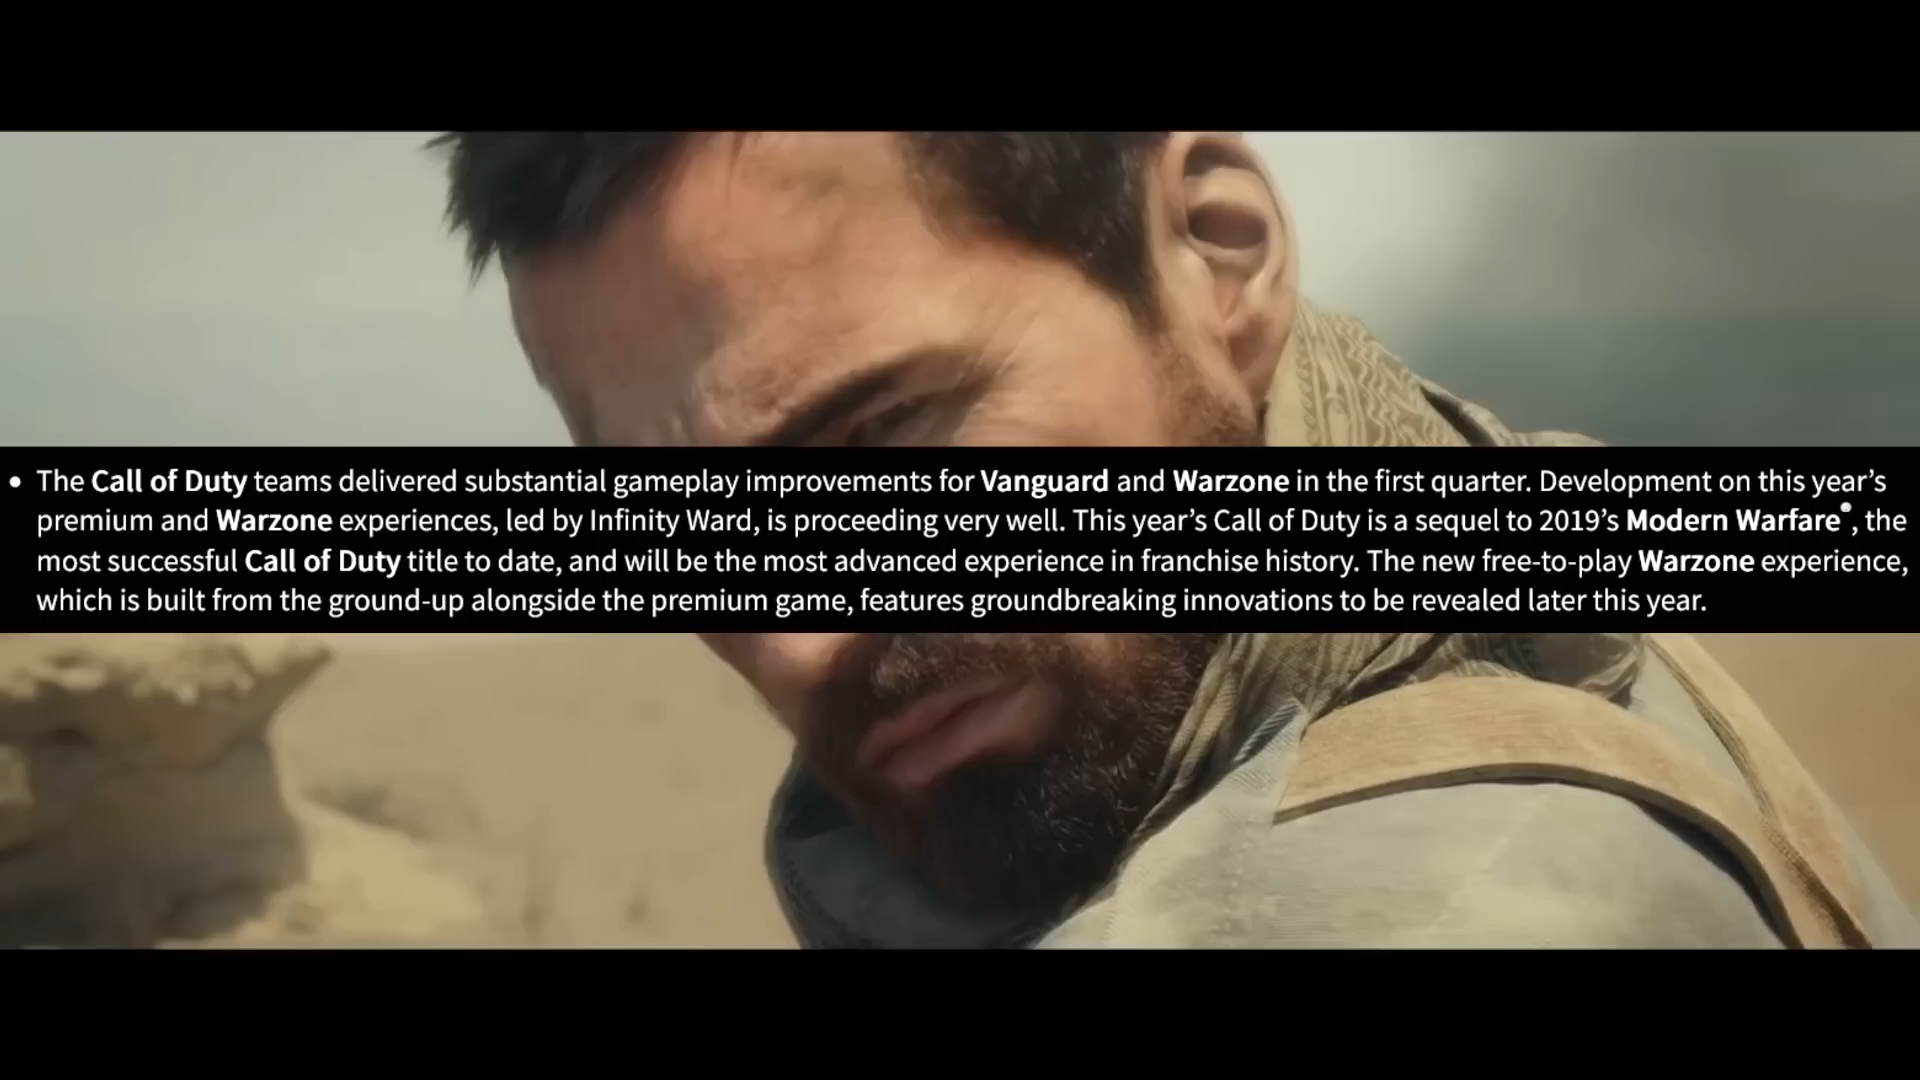 • The Call of Duty teams delivered substantial gameplay improvements for Vanguard and Warzone in the first quarter. Development on this year’s
premium and Warzone experiences, led by Infinity Ward, is proceeding very well. This year’s Call of Duty is a sequel to 2019’s Modern Warfare®, the
most successful Call of Duty title to date, and will be the most advanced experience in franchise history. The new free-to-play Warzone experience,
which is built from the ground-up alongside the premium game, features groundbreaking innovations to be revealed later this year.